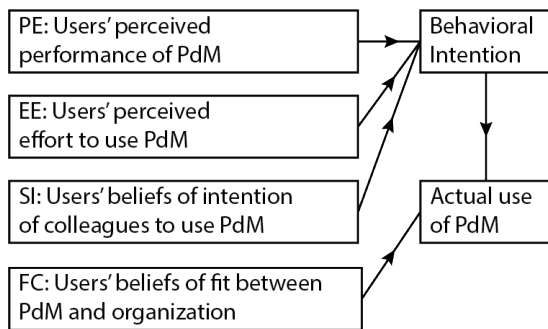 PE: Users’ perceived
performance of PdM
Behavioral
Intention
EE: Users’ perceived
effort to use PdM
SI: Users’ beliefs of intention
of colleagues to use PdM
Actual use
of PdM
FC: Users’ beliefs of fit between
PdM and organization